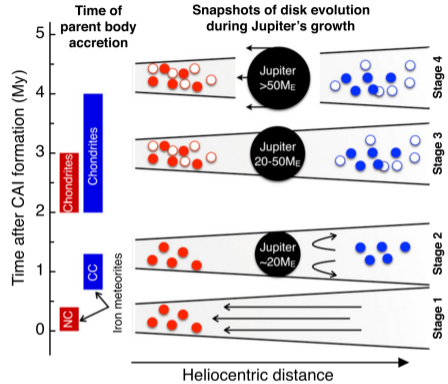 Time of
parent body
accretion
Snapshots of disk evolution
during Jupiter's growth
Time after CAI formation (My)
5
4
3
2
1
0
Chondrites
Chondrites
CC
NC
Iron meteorites
Jupiter
>50ME
Stage 4
Jupiter
20-50ME
Stage 3
Jupiter
~20ME
Stage 2
Stage 1
Heliocentric distance